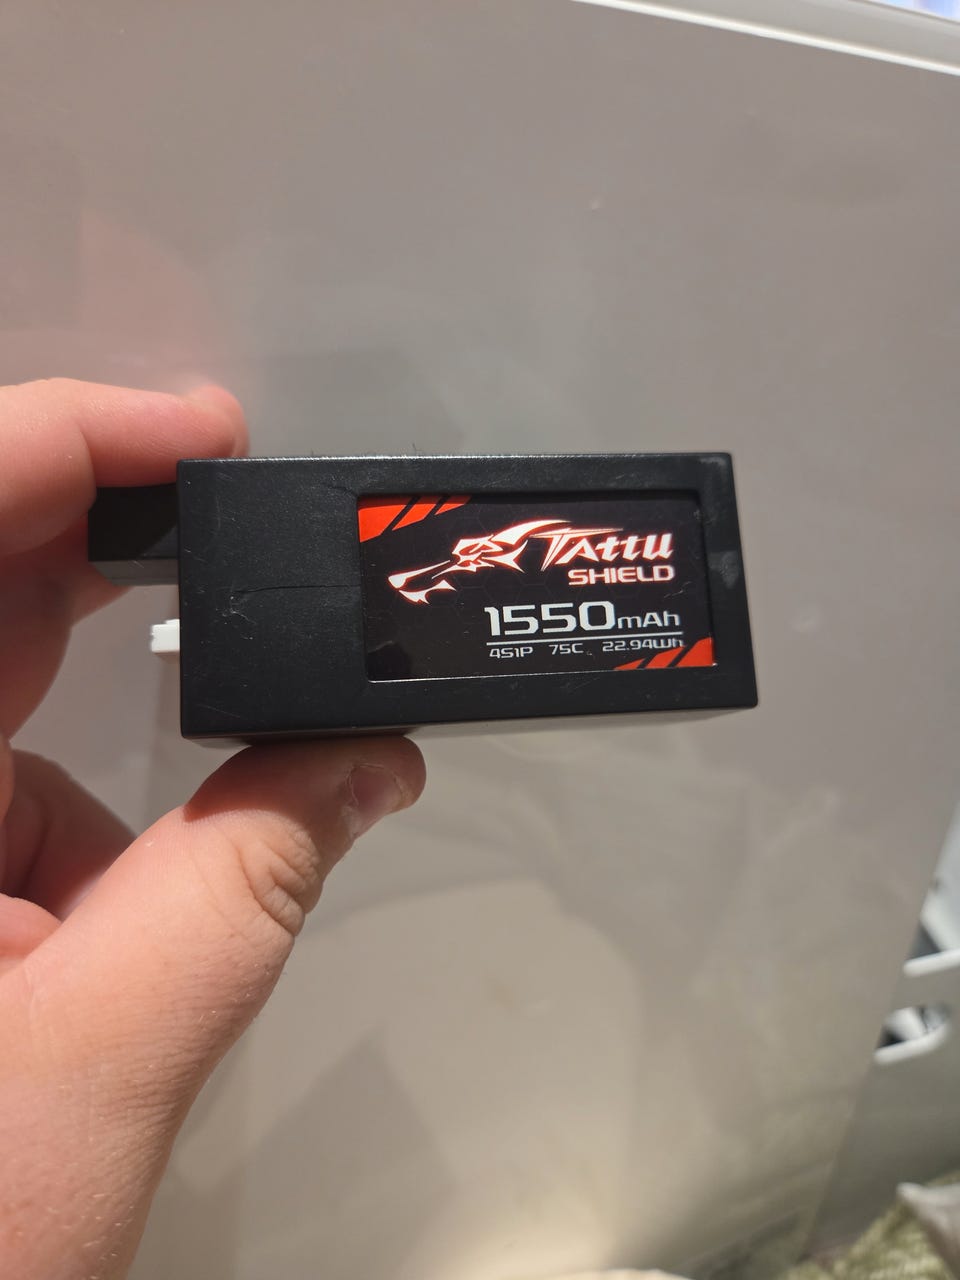 TATTU
SHIELD
1550mAh
4S1P 75C 22.94Wh